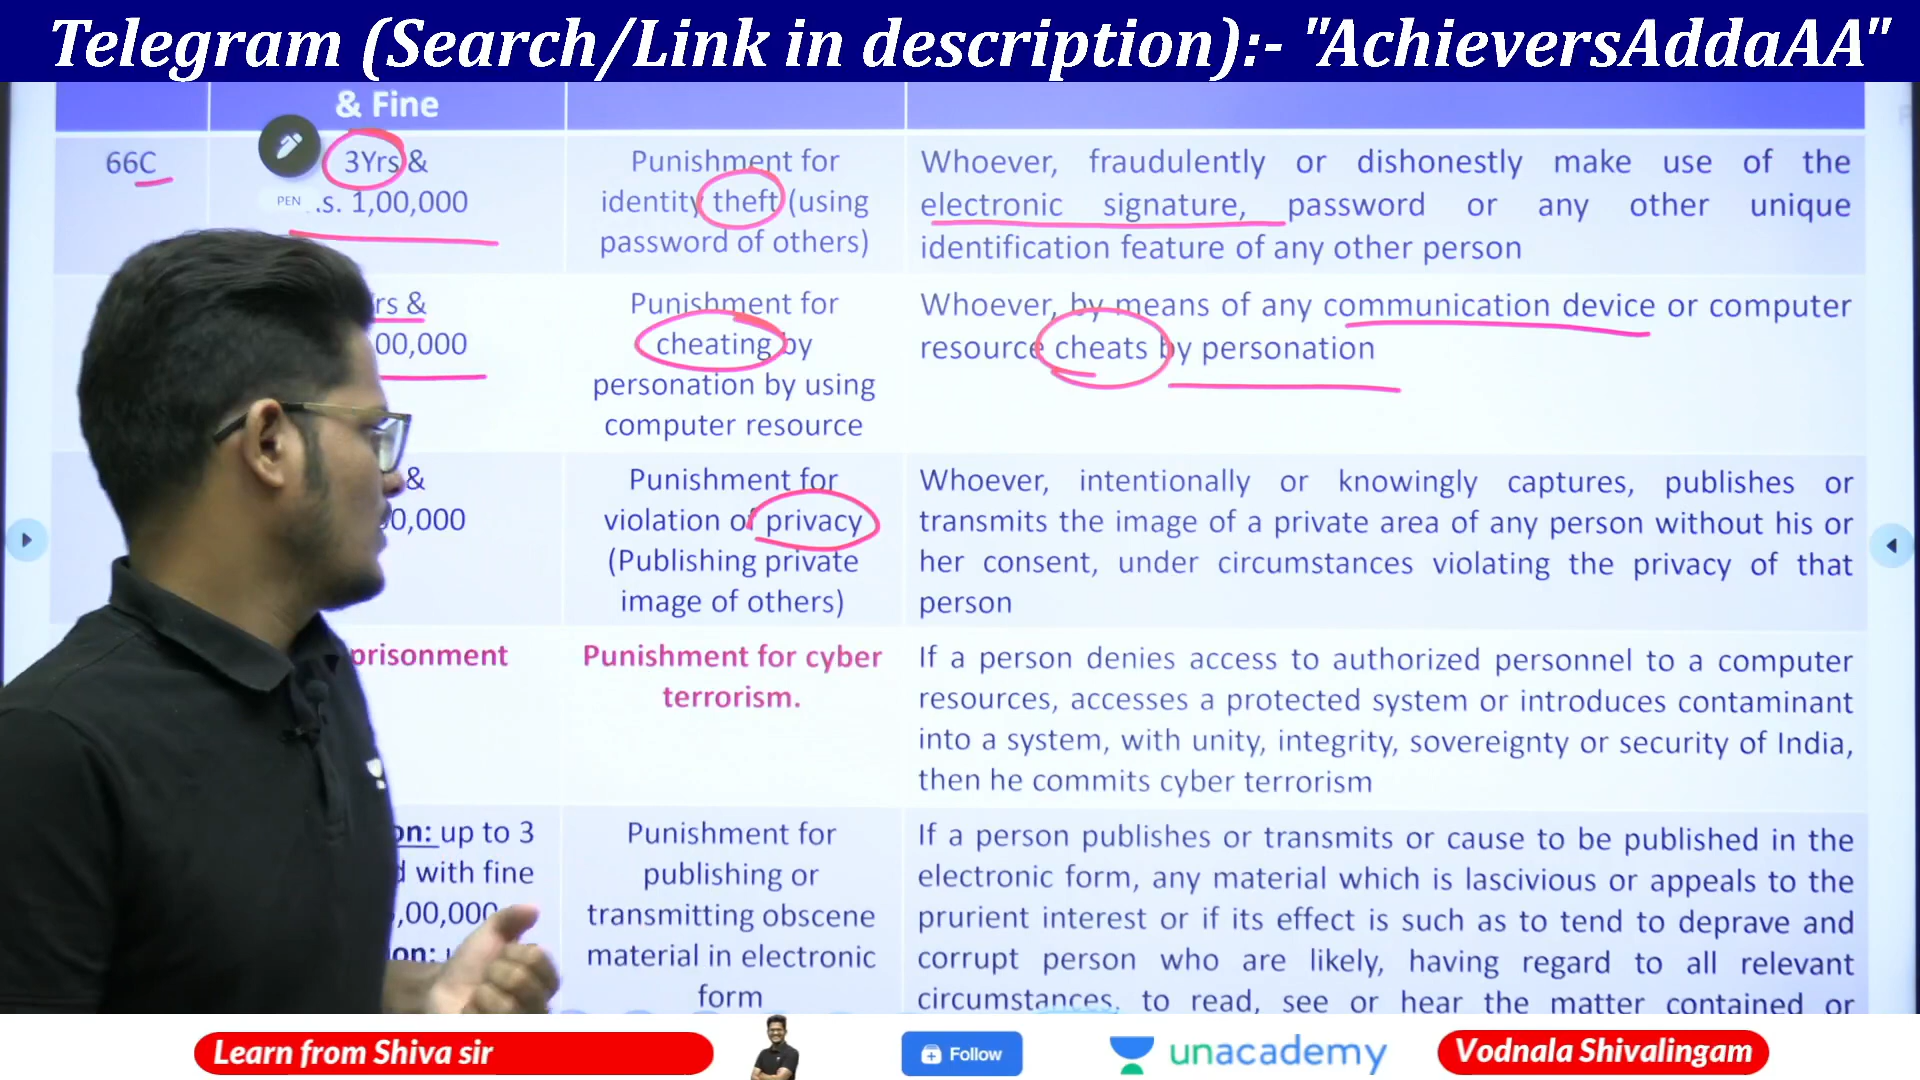 Telegram (Search/Link in description):- "AchieversAddaAA"
& Fine
66C
3Yrs &
PEN
.s. 1,00,000
Punishment for
identity theft (using
password of others)
Whoever, fraudulently or dishonestly make use of the
electronic signature, password or any other unique
identification feature of any other person
rs &
00,000
Punishment for
cheating by
personation by using
computer resource
Whoever, by means of any communication device or computer
resource cheats by personation
&
0,000
Punishment for
violation of privacy
(Publishing private
image of others)
Whoever, intentionally or knowingly captures, publishes or
transmits the image of a private area of any person without his or
her consent, under circumstances violating the privacy of that
person
prisonment
Punishment for cyber
terrorism.
If a person denies access to authorized personnel to a computer
resources, accesses a protected system or introduces contaminant
into a system, with unity, integrity, sovereignty or security of India,
then he commits cyber terrorism
on: up to 3
d with fine
,00,000
on:
Punishment for
publishing or
transmitting obscene
material in electronic
form
If a person publishes or transmits or cause to be published in the
electronic form, any material which is lascivious or appeals to the
prurient interest or if its effect is such as to tend to deprave and
corrupt person who are likely, having regard to all relevant
circumstances, to read, see or hear the matter contained or
Learn from Shiva sir
Follow
unacademy
Vodnala Shivalingam